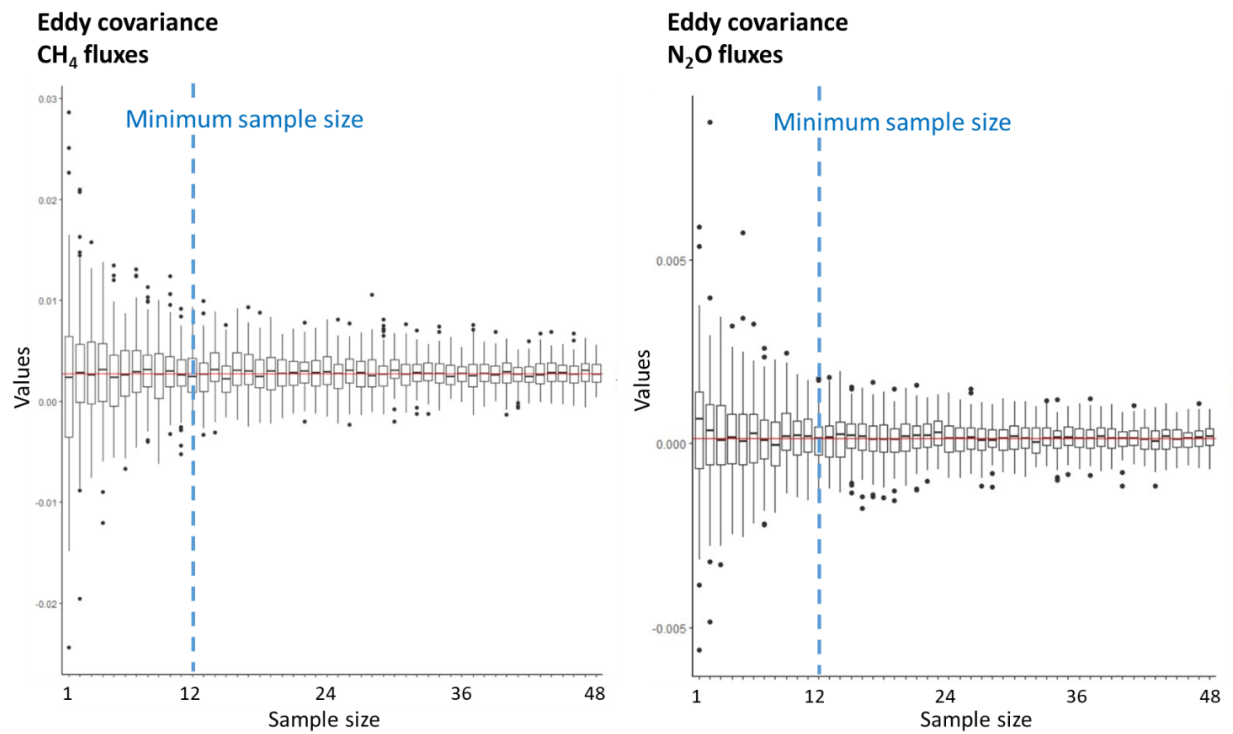 Eddy covariance
CH₄ fluxes
0.03
0.02
0.01
0.00
-0.01
-0.02
Values
Minimum sample size
1 12 24 36 48
Sample size
Eddy covariance
N₂O fluxes
0.005
0.000
-0.005
Values
Minimum sample size
1 12 24 36 48
Sample size